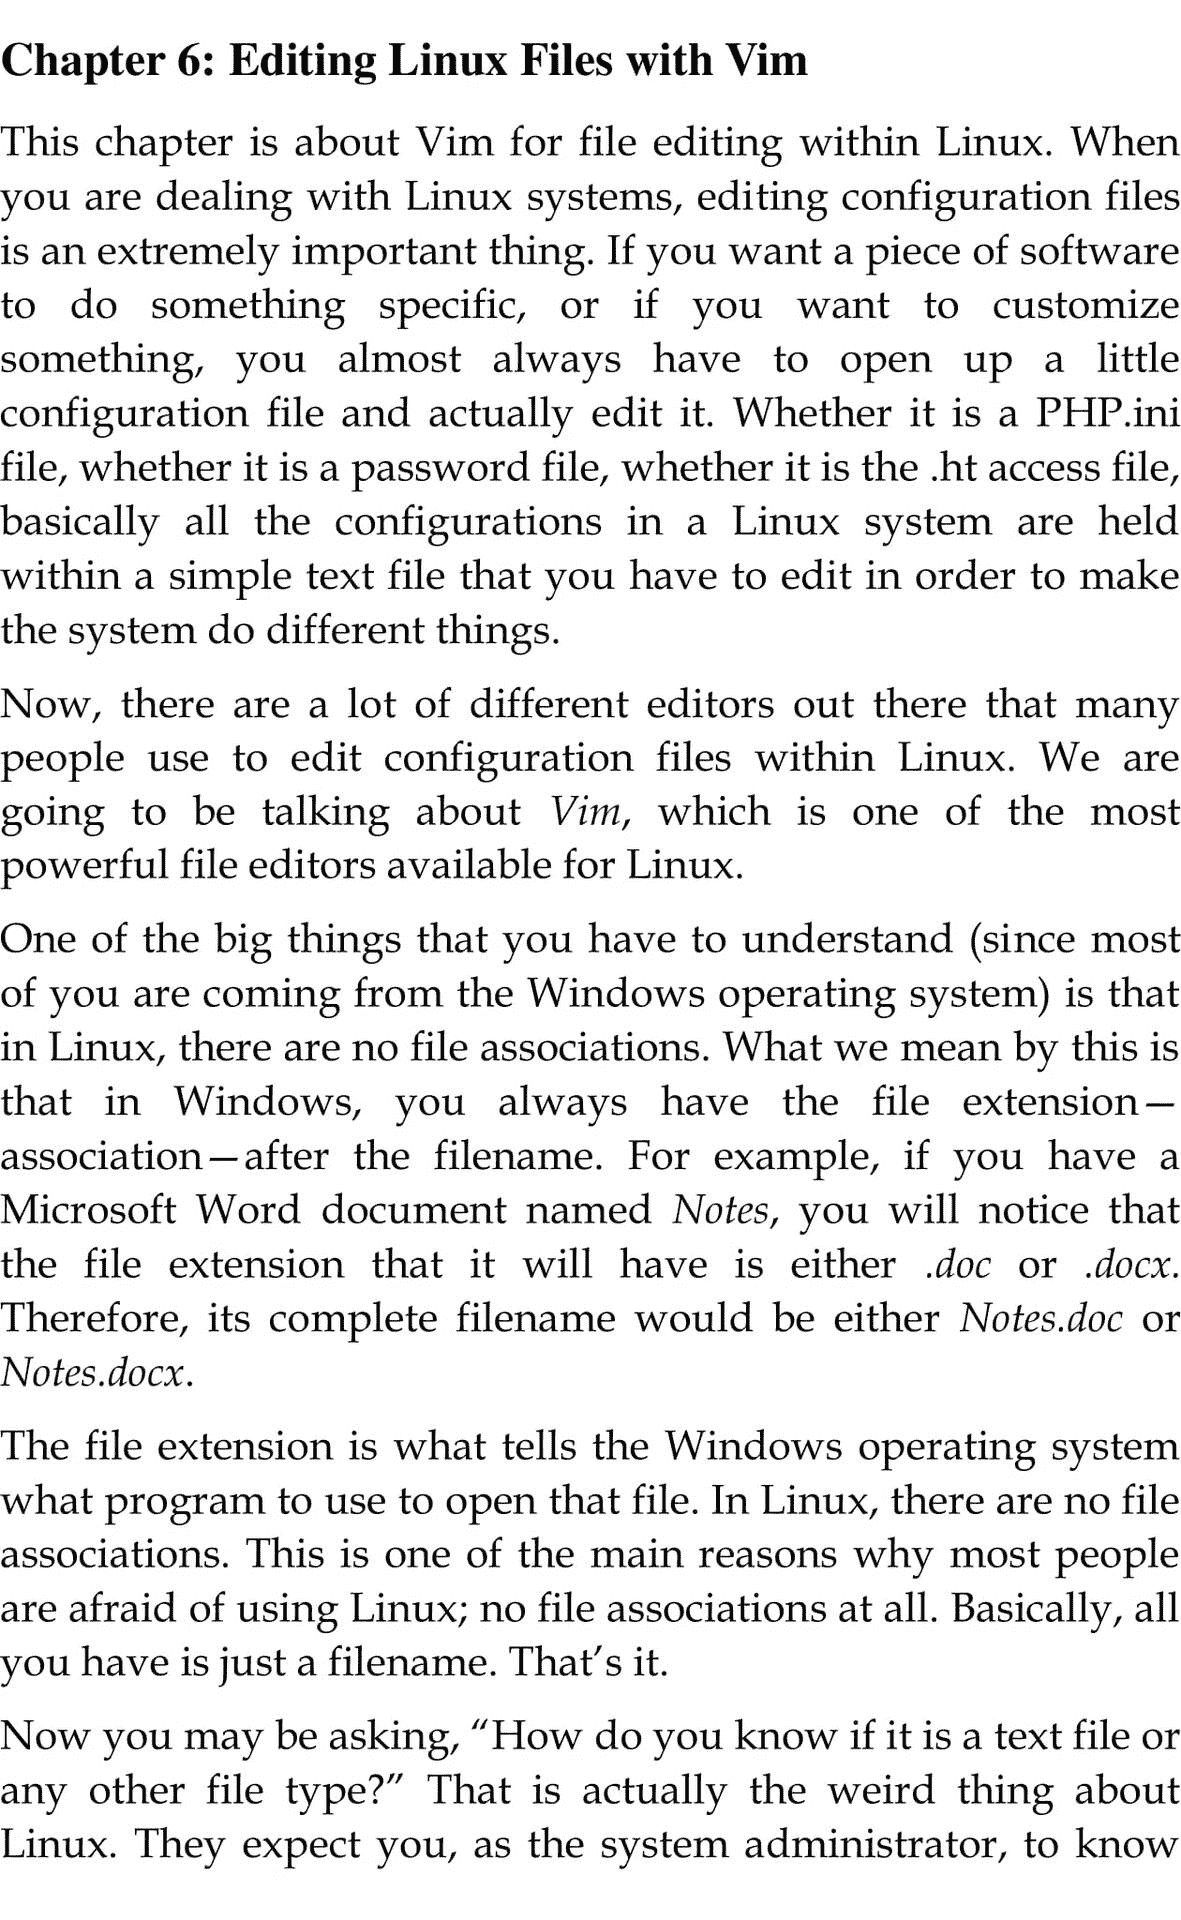 Chapter 6: Editing Linux Files with Vim
This chapter is about Vim for file editing within Linux. When
you are dealing with Linux systems, editing configuration files
is an extremely important thing. If you want a piece of software
to do something specific, or if you want to customize
something, you almost always have to open up a little
configuration file and actually edit it. Whether it is a PHP.ini
file, whether it is a password file, whether it is the .ht access file,
basically all the configurations in a Linux system are held
within a simple text file that you have to edit in order to make
the system do different things.
Now, there are a lot of different editors out there that many
people use to edit configuration files within Linux. We are
going to be talking about Vim, which is one of the most
powerful file editors available for Linux.
One of the big things that you have to understand (since most
of you are coming from the Windows operating system) is that
in Linux, there are no file associations. What we mean by this is
that in Windows, you always have the file extension—
association—after the filename. For example, if you have a
Microsoft Word document named Notes, you will notice that
the file extension that it will have is either .doc or .docx.
Therefore, its complete filename would be either Notes.doc or
Notes.docx.
The file extension is what tells the Windows operating system
what program to use to open that file. In Linux, there are no file
associations. This is one of the main reasons why most people
are afraid of using Linux; no file associations at all. Basically, all
you have is just a filename. That’s it.
Now you may be asking, “How do you know if it is a text file or
any other file type?” That is actually the weird thing about
Linux. They expect you, as the system administrator, to know